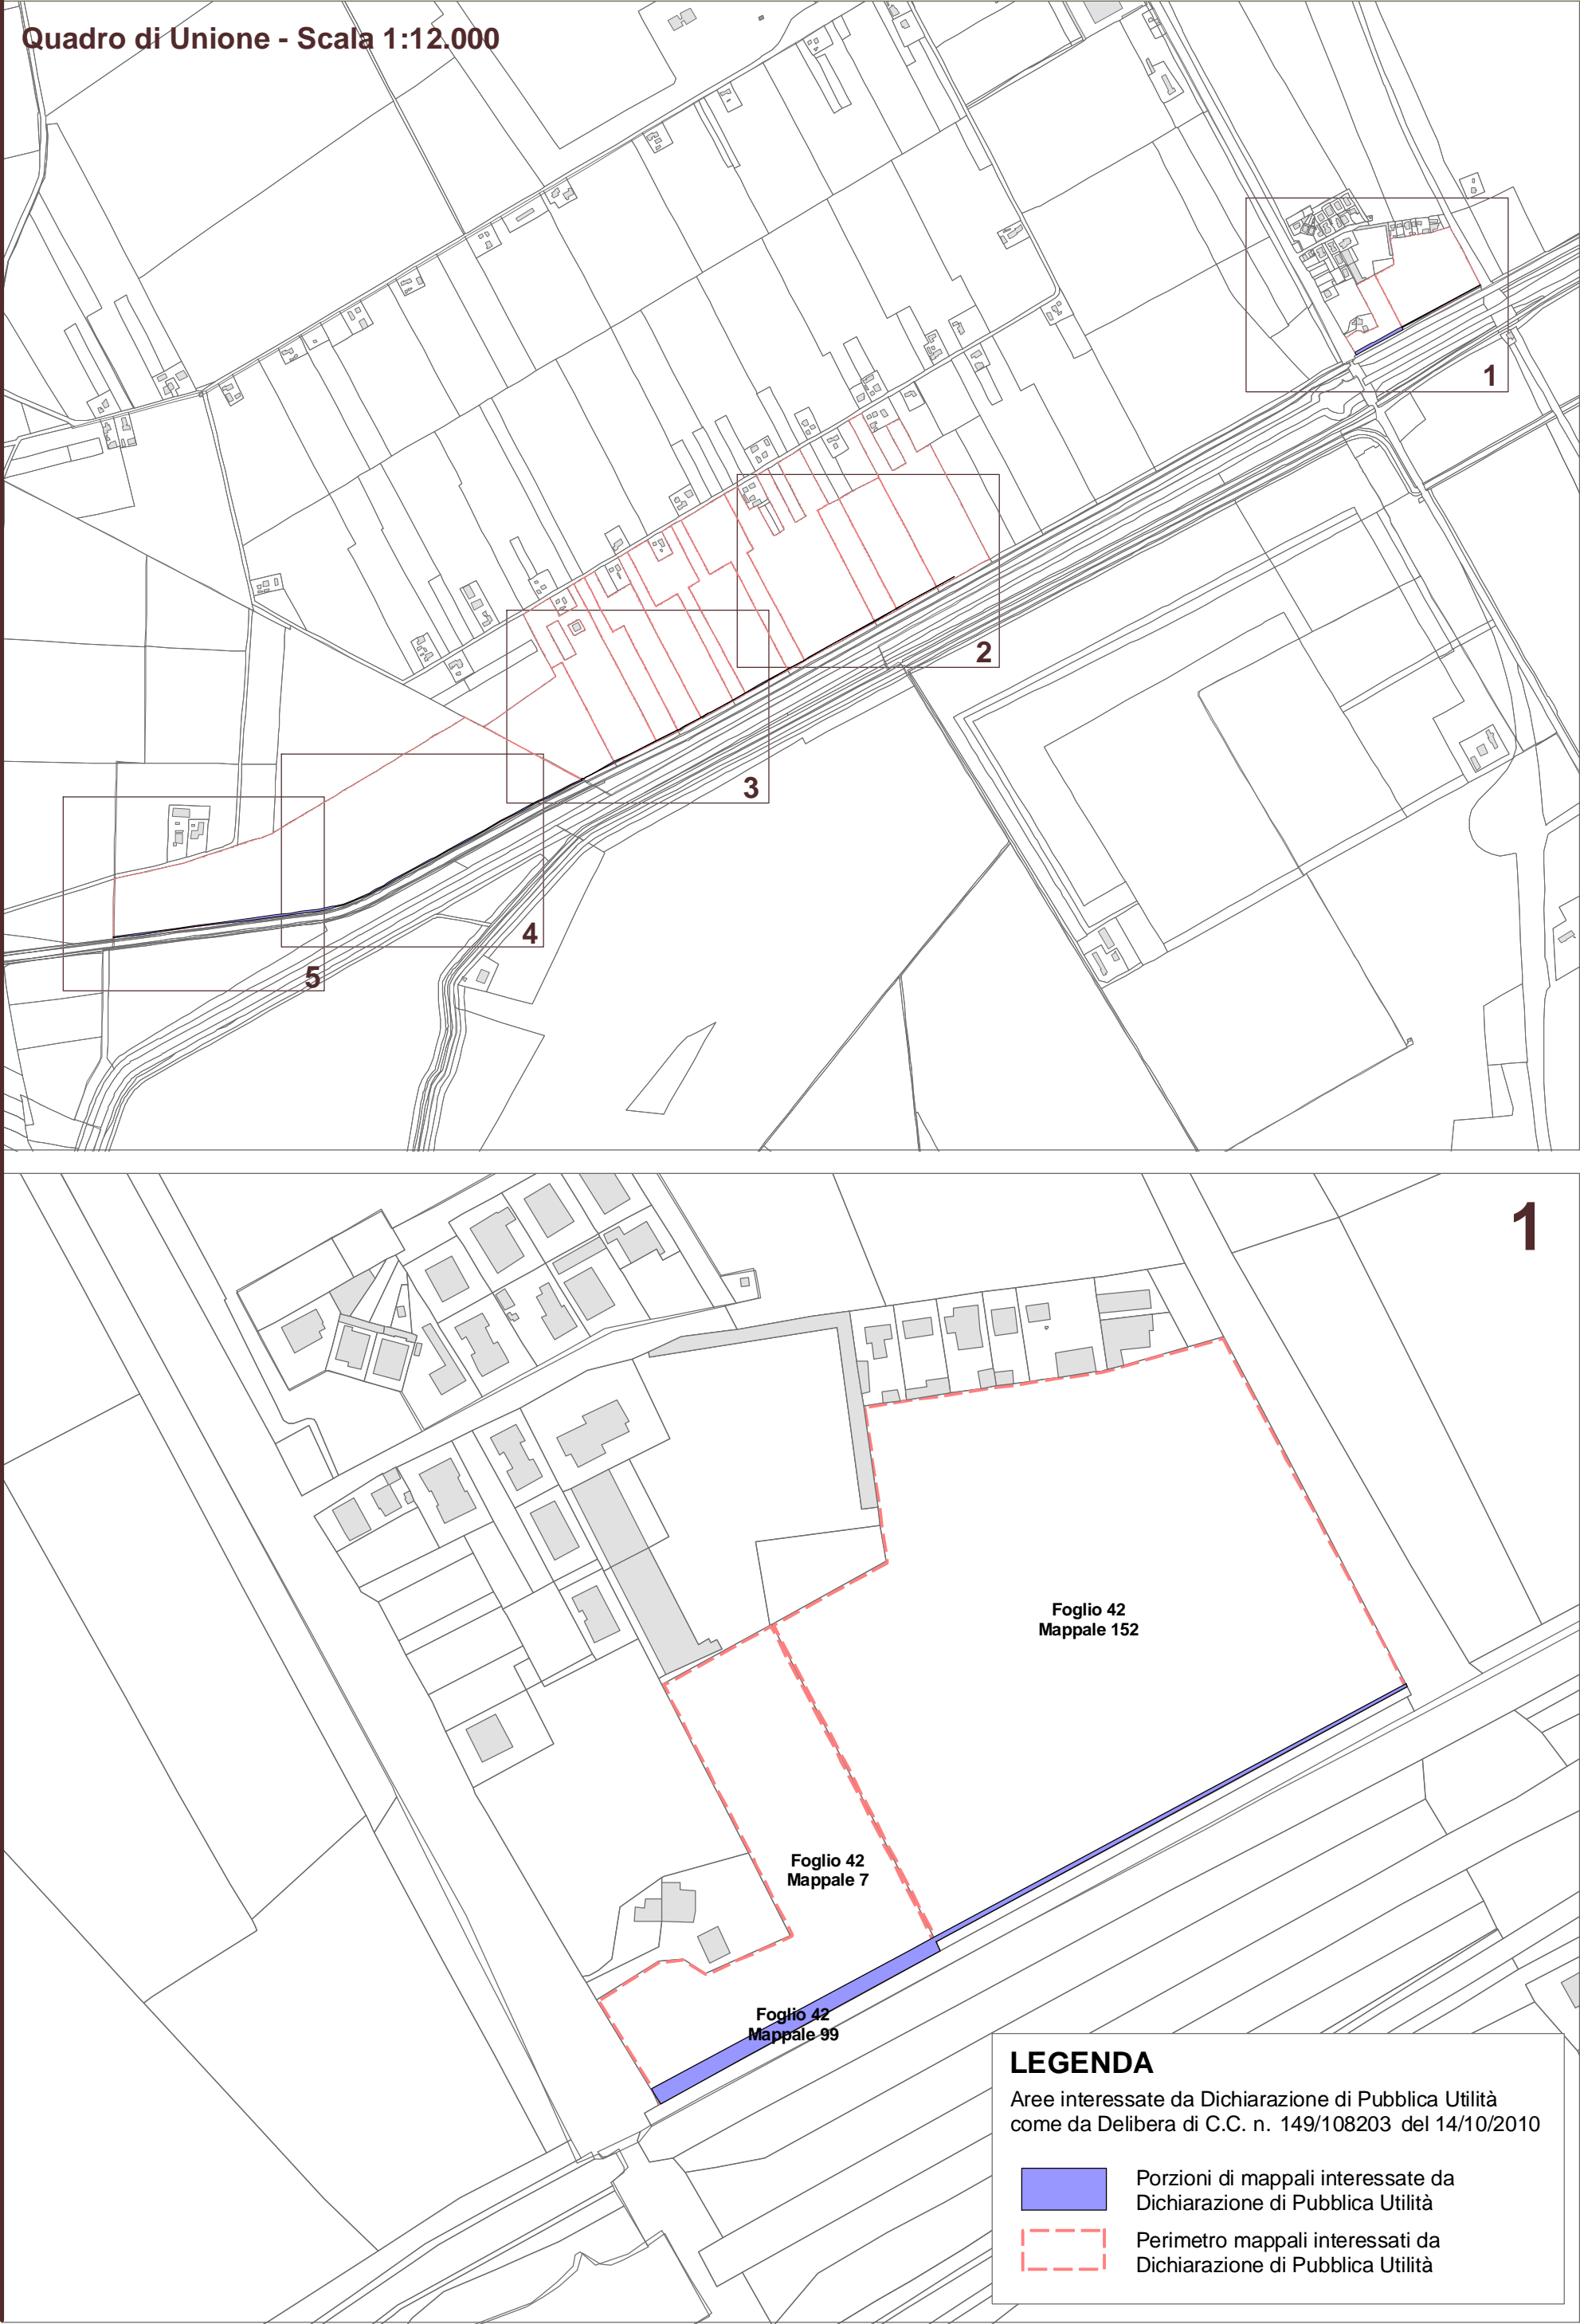 Quadro di Unione - Scala 1:12.000
1
2
3
4
5
1
Foglio 42
Mappale 152
Foglio 42
Mappale 7
Foglio 42
Mappale 99
LEGENDA
Aree interessate da Dichiarazione di Pubblica Utilità
come da Delibera di C.C. n. 149/108203 del 14/10/2010
Porzioni di mappali interessate da
Dichiarazione di Pubblica Utilità
Perimetro mappali interessati da
Dichiarazione di Pubblica Utilità